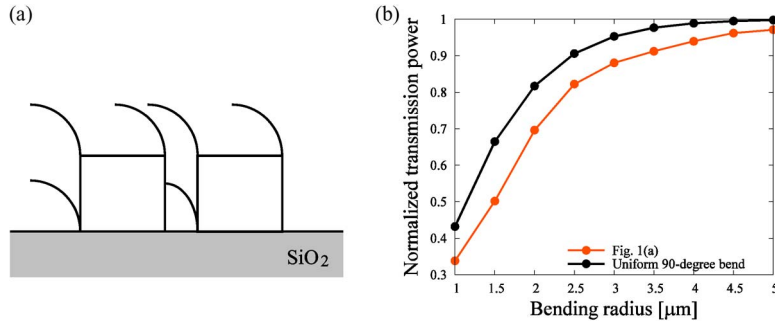 (a)
SiO2
(b)
Normalized transmission power
1
0.9
0.8
0.7
0.6
0.5
0.4
0.3
Fig. 1(a)
Uniform 90-degree bend
1 1.5 2 2.5 3 3.5 4 4.5 5
Bending radius [μm]